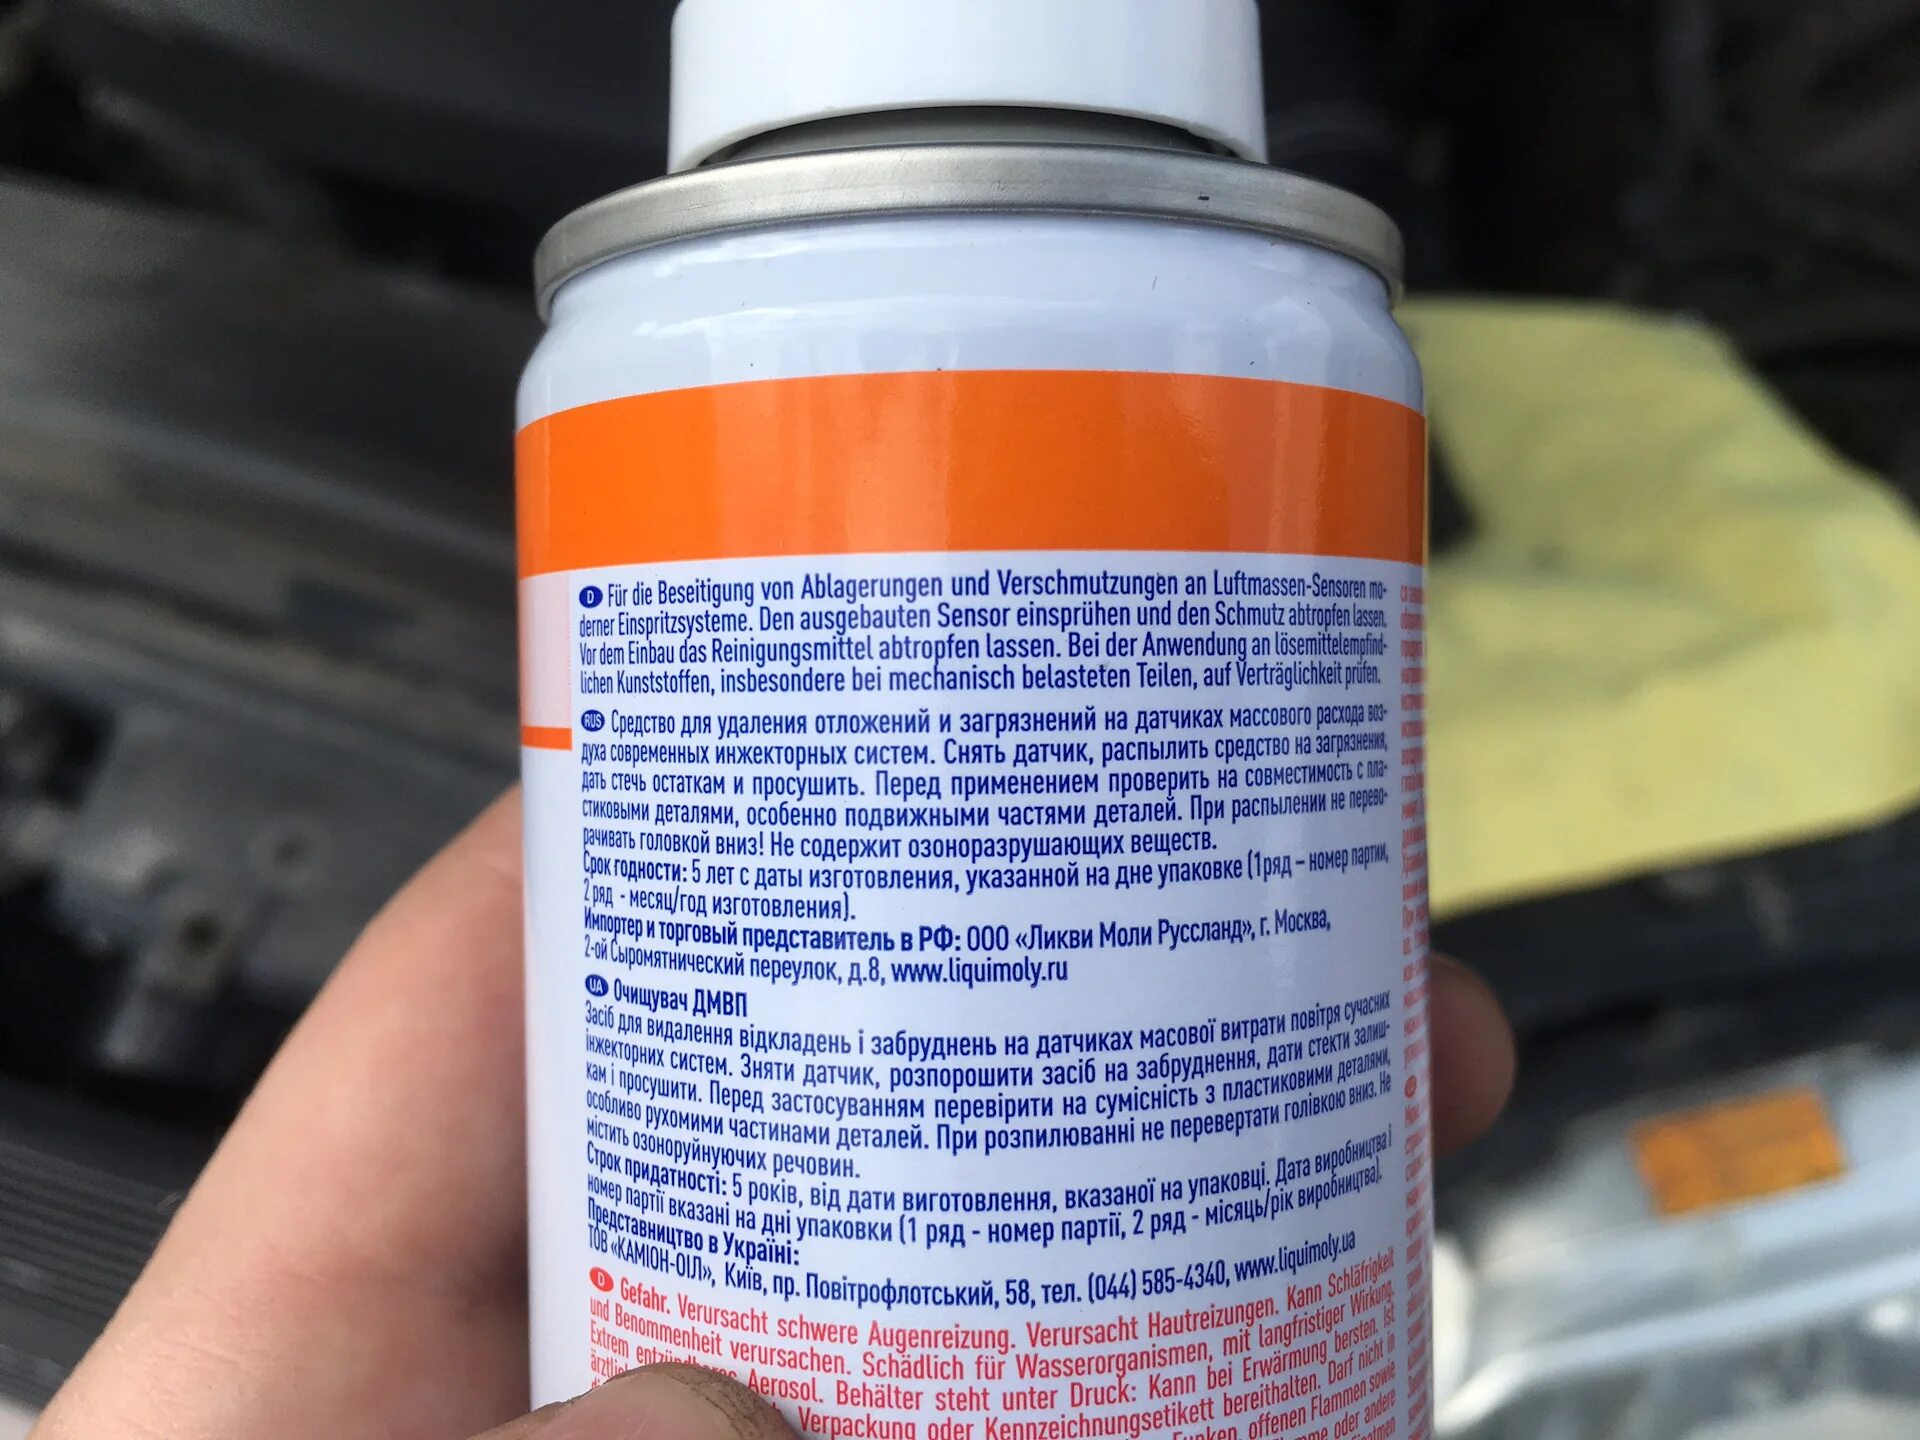 D Für die Beseitigung von Ablagerungen und Verschmutzungen an Luftmassen-Sensoren mo-
derner Einspritzsysteme. Den ausgebauten Sensor einsprühen und den Schmutz abtropfen lassen.
Vor dem Einbau das Reinigungsmittel abtropfen lassen. Bei der Anwendung an lösemittelempfind-
lichen Kunststoffen, insbesondere bei mechanisch belasteten Teilen, auf Verträglichkeit prüfen.
RUS Средство для удаления отложений и загрязнений на датчиках массового расхода воз-
духа современных инжекторных систем. Снять датчик, распылить средство на загрязнения,
дать стечь остаткам и просушить. Перед применением проверить на совместимость с пла-
стиковыми деталями, особенно подвижными частями деталей. При распылении не перево-
рачивать головкой вниз! Не содержит озоноразрушающих веществ.
Срок годности: 5 лет с даты изготовления, указанной на дне упаковке (1ряд – номер партии,
2 ряд - месяц/год изготовления).
Импортер и торговый представитель в РФ: ООО «Ликви Моли Руссланд», г. Москва,
2-ой Сыромятнический переулок, д.8, www.liquimoly.ru
UA Очищувач ДМВП
Засіб для видалення відкладень і забруднень на датчиках масової витрати повітря сучасних
інжекторних систем. Зняти датчик, розпорошити засіб на забруднення, дати стекти залиш-
кам і просушити. Перед застосуванням перевірити на сумісність з пластиковими деталями,
особливо рухомими частинами деталей. При розпилюванні не перевертати голівкою вниз. Не
містить озоноруйнуючих речовин.
Строк придатності: 5 років, від дати виготовлення, вказаної на упаковці. Дата виробництва і
номер партії вказані на дні упаковки (1 ряд - номер партії, 2 ряд - місяць/рік виробництва).
Представництво в Україні:
ТОВ «КАМІОН-ОІЛ», Київ, пр. Повітрофлотський, 58, тел. (044) 585-4340, www.liquimoly.ua
D Gefahr. Verursacht schwere Augenreizung. Verursacht Hautreizungen. Kann Schläfrigkeit
und Benommenheit verursachen. Schädlich für Wasserorganismen, mit langfristiger Wirkung.
Extrem Aerosol. Behälter steht unter Druck: Kann bei Erwärmung bersten. Ist
Verpackung oder Kennzeichnungsetikett bereithalten. Darf nicht in
Funken, offenen Flammen sowie
oder andere